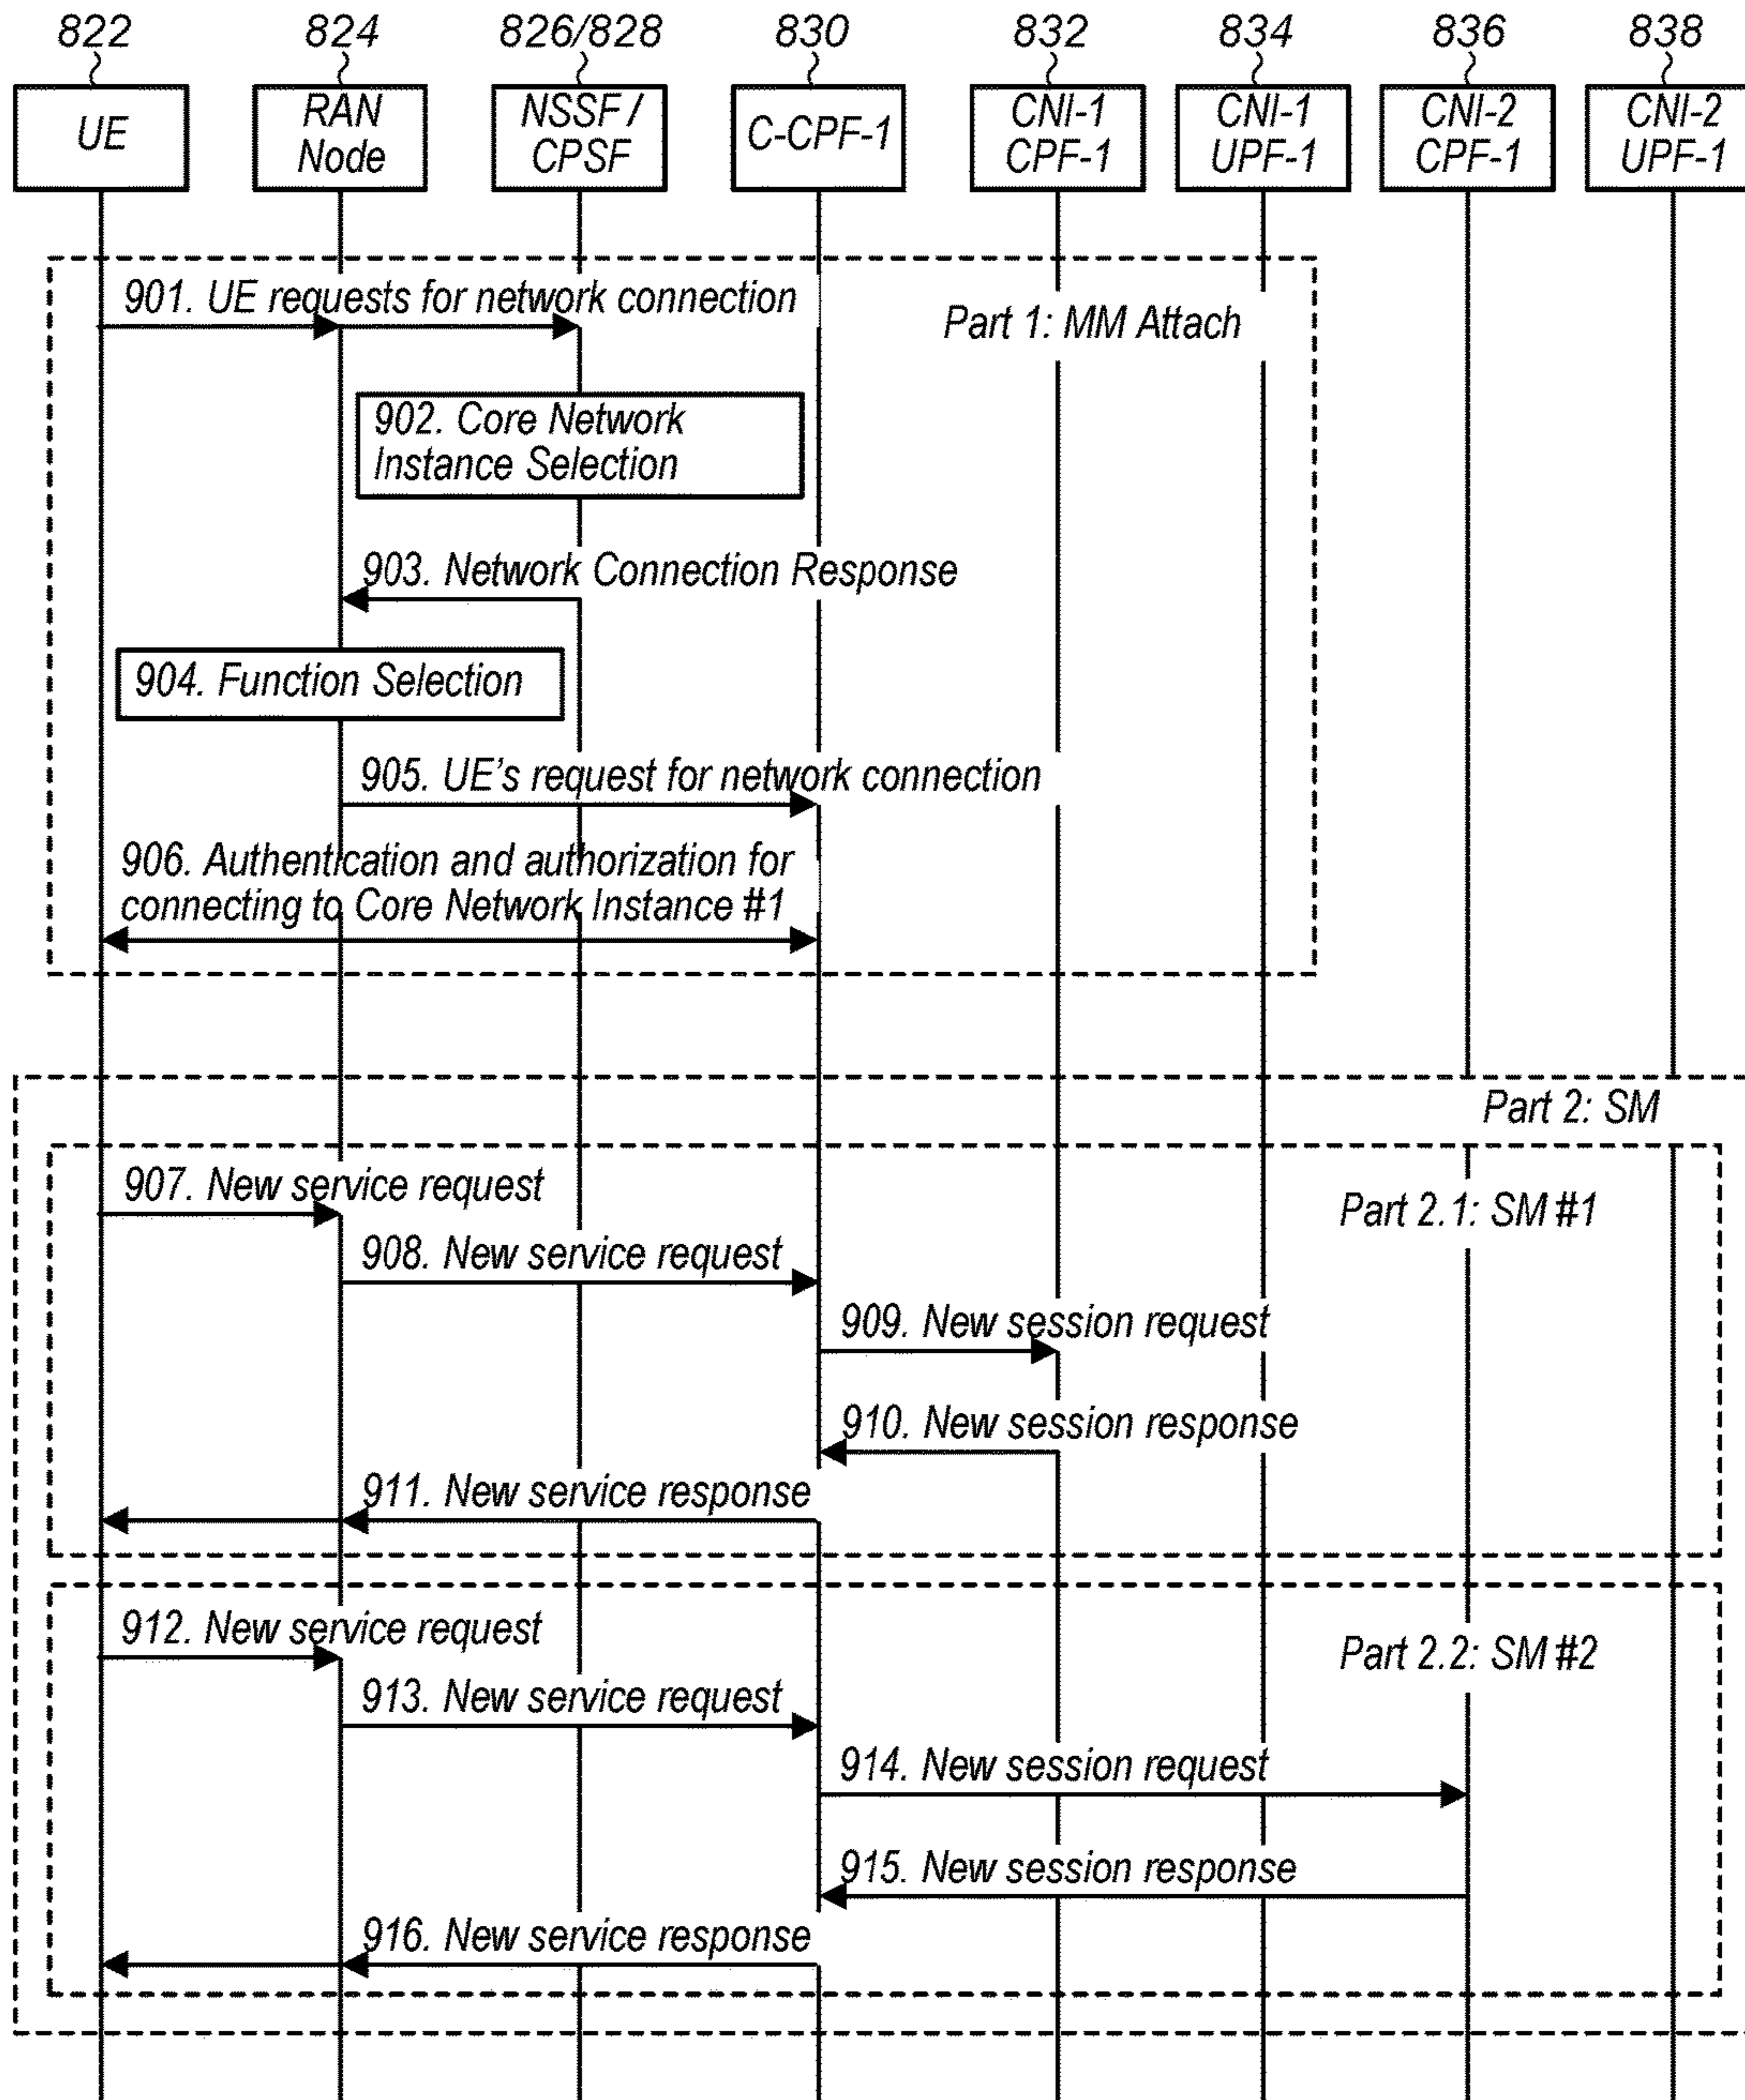 822
824
826/828
830
832
834
836
838
UE
RAN
Node
NSSF /
CPSF
C-CPF-1
CNI-1
CPF-1
CNI-1
UPF-1
CNI-2
CPF-1
CNI-2
UPF-1
901. UE requests for network connection
Part 1: MM Attach
902. Core Network
Instance Selection
903. Network Connection Response
904. Function Selection
905. UE's request for network connection
906. Authentication and authorization for
connecting to Core Network Instance #1
Part 2: SM
907. New service request
Part 2.1: SM #1
908. New service request
909. New session request
910. New session response
911. New service response
912. New service request
Part 2.2: SM #2
913. New service request
914. New session request
915. New session response
916. New service response